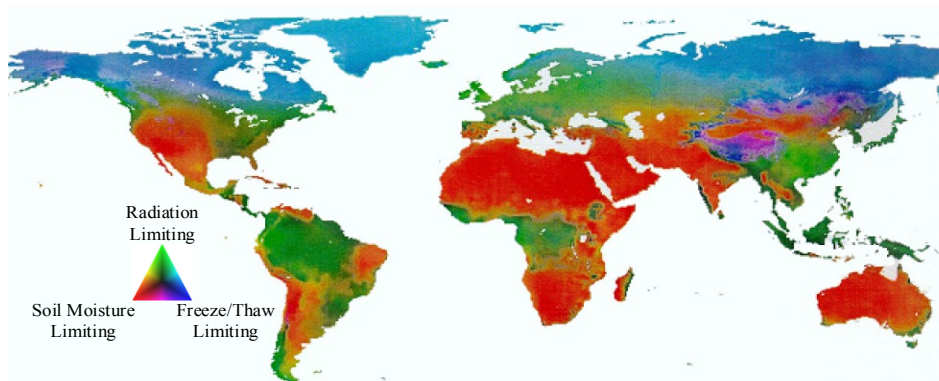 Radiation
Limiting
Soil Moisture
Limiting
Freeze/Thaw
Limiting